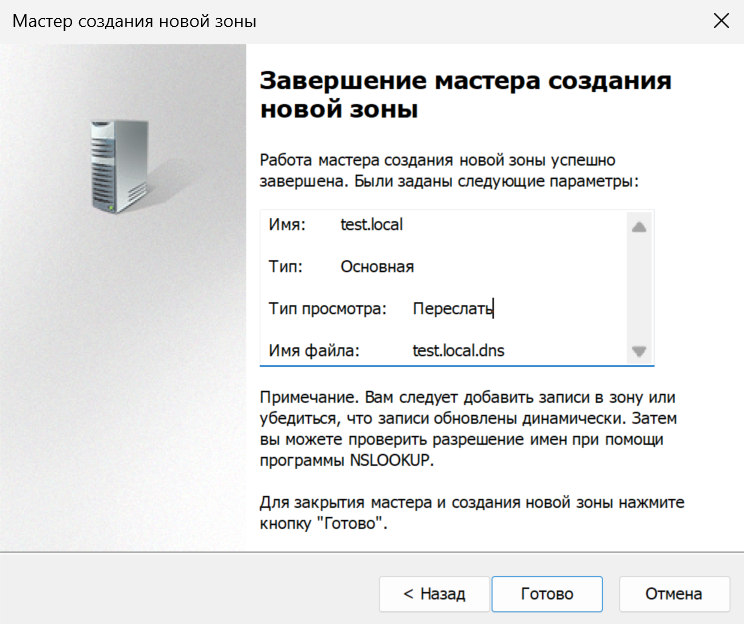 Мастер создания новой зоны
Завершение мастера создания
новой зоны
Работа мастера создания новой зоны успешно
завершена. Были заданы следующие параметры:
Имя: test.local
Тип: Основная
Тип просмотра: Переслать
Имя файла: test.local.dns
Примечание. Вам следует добавить записи в зону или
убедиться, что записи обновлены динамически. Затем
вы можете проверить разрешение имен при помощи
программы NSLOOKUP.
Для закрытия мастера и создания новой зоны нажмите
кнопку "Готово".
< Назад Готово Отмена